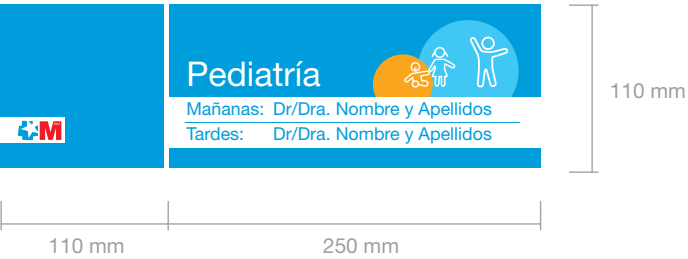 Pediatría
Mañanas: Dr/Dra. Nombre y Apellidos
Tardes: Dr/Dra. Nombre y Apellidos
M
110 mm
110 mm
250 mm